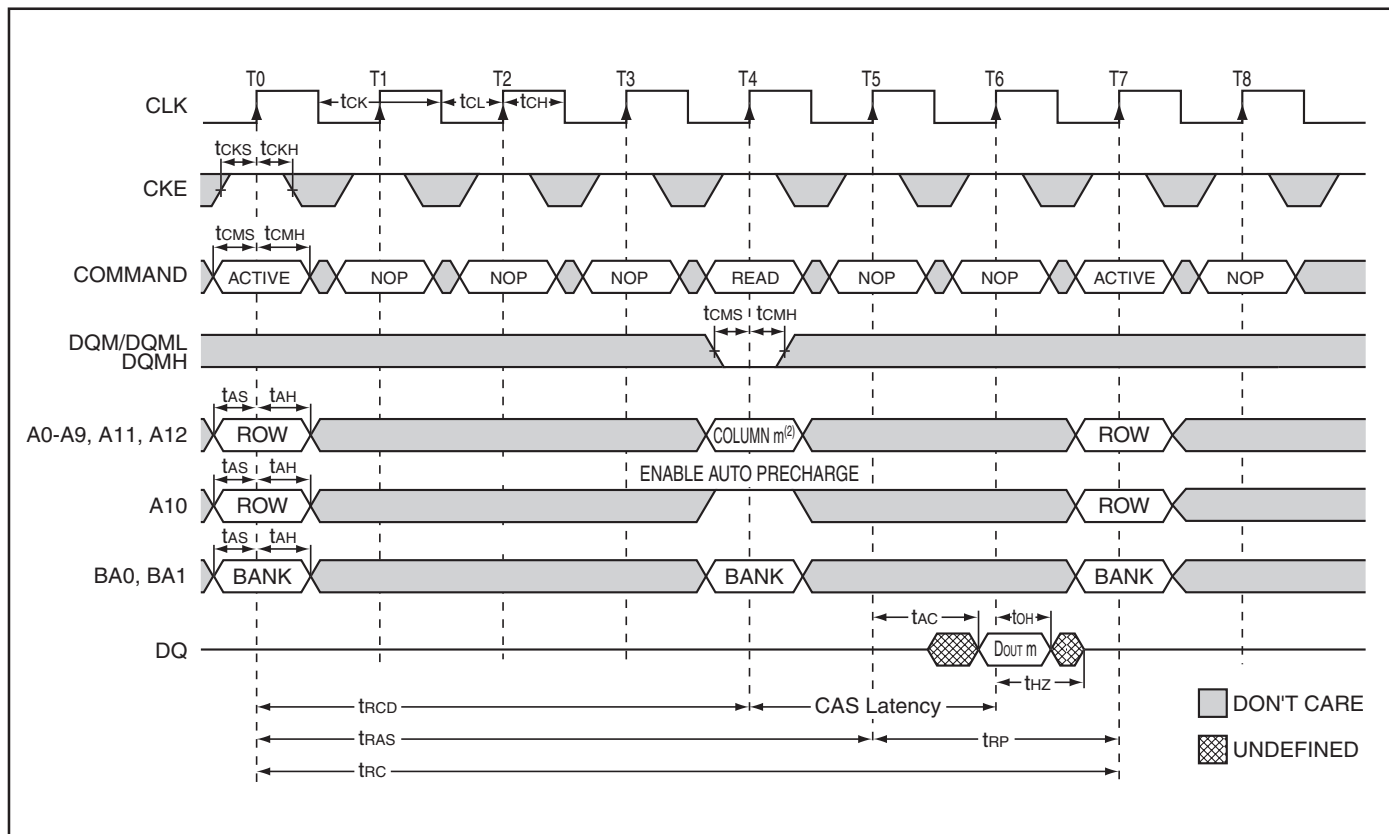 T0 T1 T2 T3 T4 T5 T6 T7 T8
CLK tCK tCL tCH
tCKS tCKH
CKE
tCMS tCMH
COMMAND ACTIVE NOP NOP NOP READ NOP NOP ACTIVE NOP
tCMS tCMH
DQM/DQML
DQMH
tAS tAH
A0-A9, A11, A12 ROW COLUMN m(2) ROW
tAS tAH ENABLE AUTO PRECHARGE
A10 ROW ROW
tAS tAH
BA0, BA1 BANK BANK BANK
tAC tOH
DQ DOUT m
tHZ
tRCD CAS Latency DON'T CARE
tRAS tRP
UNDEFINED
tRC